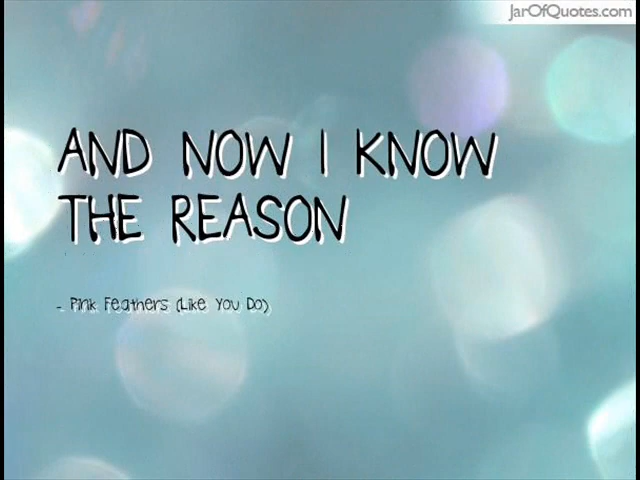 JarOfQuotes.com
AND NOW I KNOW
THE REASON
- Pink Feathers (Like You Do)